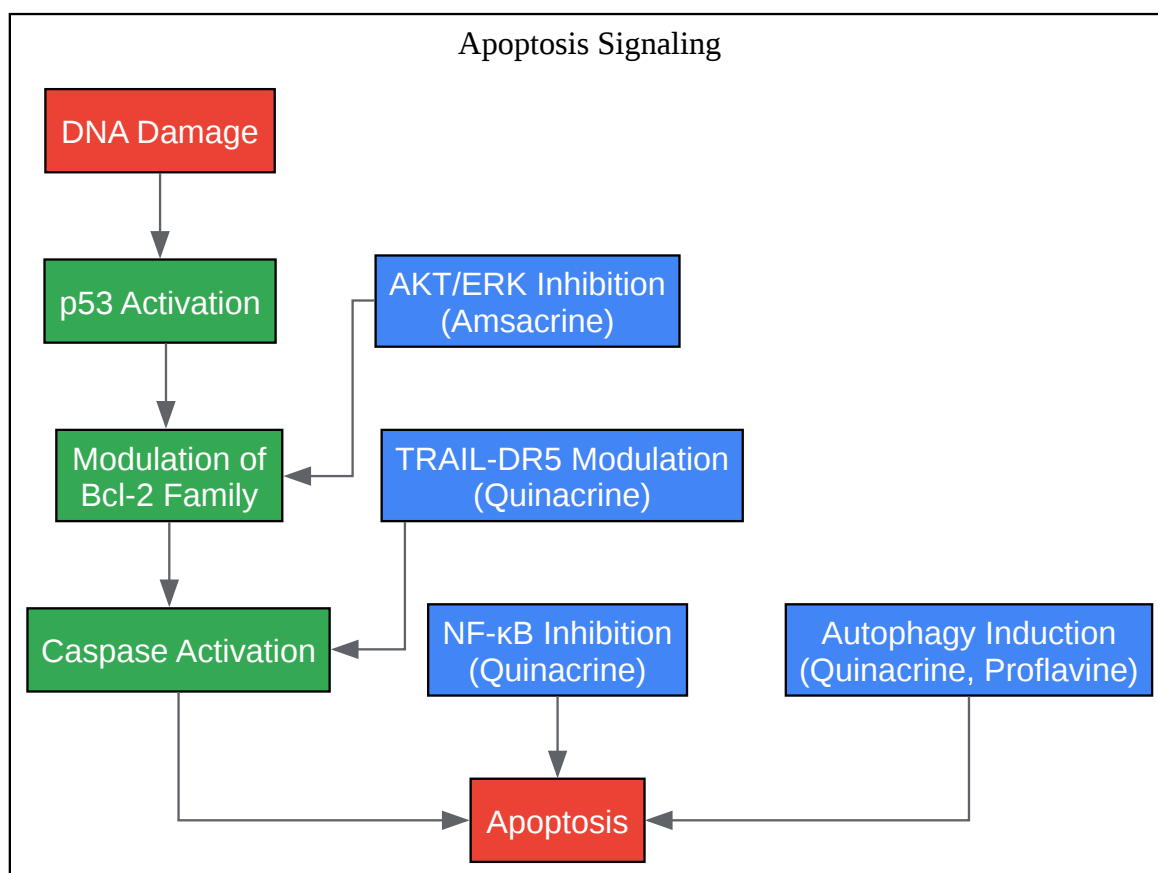 Apoptosis Signaling
DNA Damage
p53 Activation
AKT/ERK Inhibition
(Amsacrine)
Modulation of
Bcl-2 Family
TRAIL-DR5 Modulation
(Quinacrine)
Caspase Activation
NF-κB Inhibition
(Quinacrine)
Autophagy Induction
(Quinacrine, Proflavine)
Apoptosis